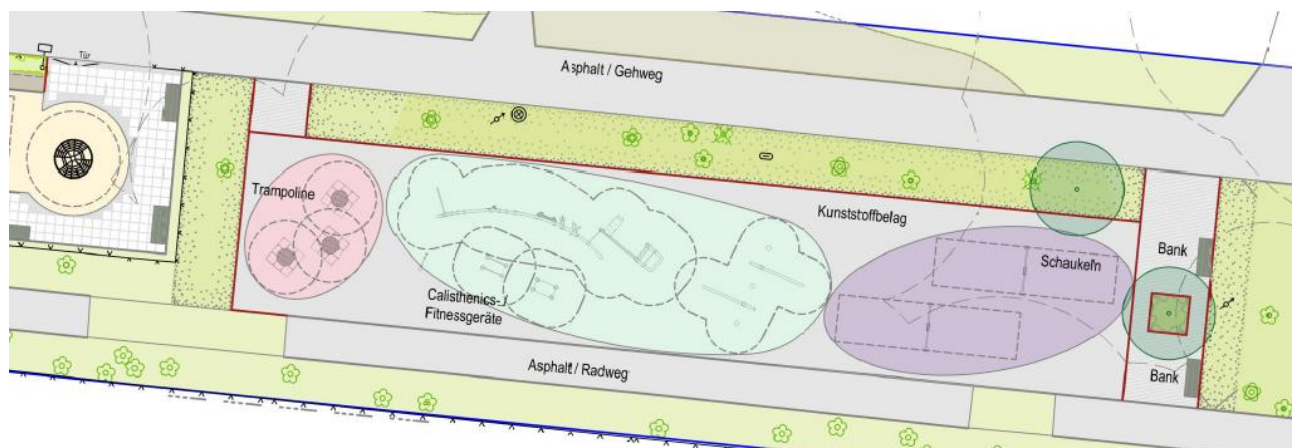 Tür
Asphalt / Gehweg
Trampoline
Kunststoffbelag
Bank
Schaukeln
Calisthenics-/
Fitnessgeräte
Asphalt / Radweg
Bank